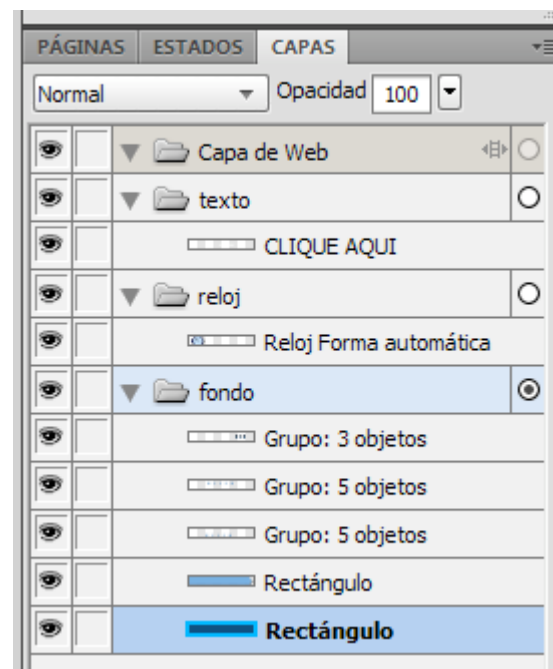 PÁGINAS ESTADOS CAPAS
Normal Opacidad 100
Capa de Web
texto
CLIQUE AQUI
reloj
Reloj Forma automática
fondo
Grupo: 3 objetos
Grupo: 5 objetos
Grupo: 5 objetos
Rectángulo
Rectángulo